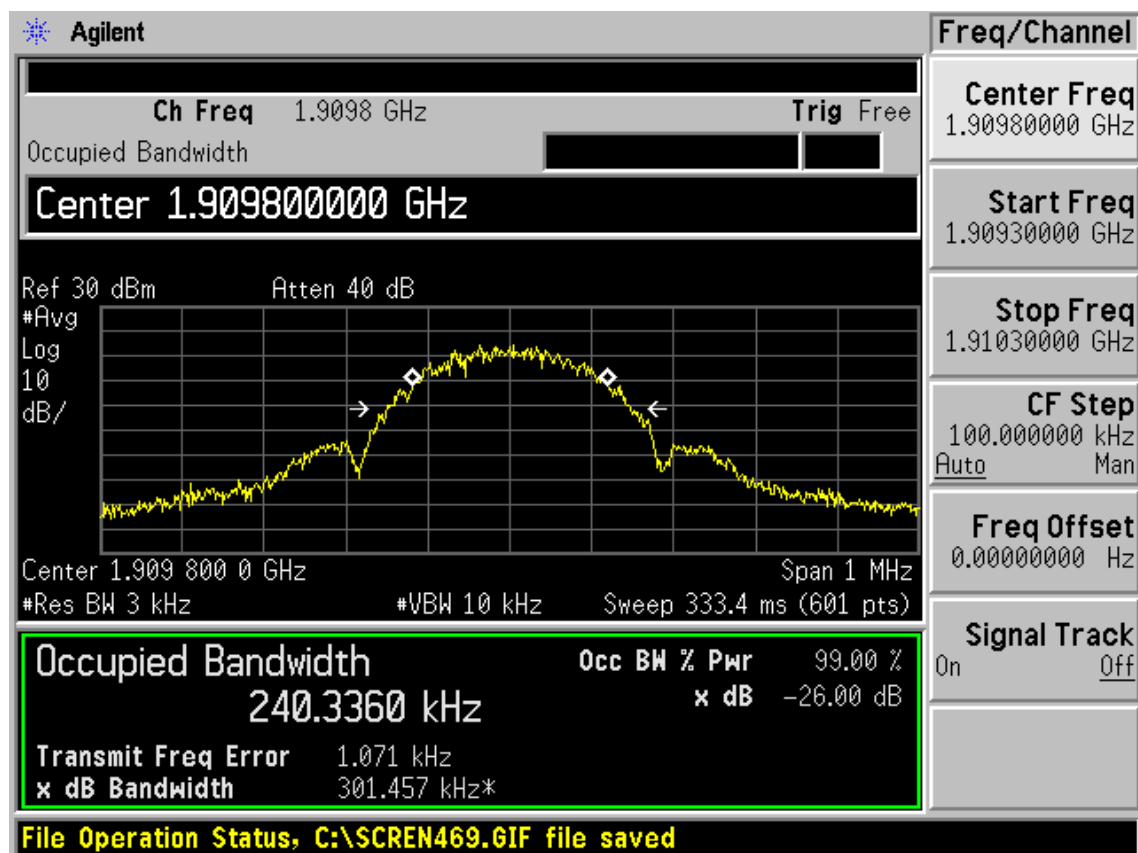 Agilent
Freq/Channel
Ch Freq 1.9098 GHz Trig Free
Occupied Bandwidth
Center 1.909800000 GHz
Ref 30 dBm Atten 40 dB
#Avg
Log
10
dB/
Center 1.909 800 0 GHz Span 1 MHz
#Res BW 3 kHz #VBW 10 kHz Sweep 333.4 ms (601 pts)
Occupied Bandwidth
240.3360 kHz
Occ BW % Pwr 99.00 %
x dB -26.00 dB
Transmit Freq Error 1.071 kHz
x dB Bandwidth 301.457 kHz*
File Operation Status, C:\SCREN469.GIF file saved
Center Freq
1.90980000 GHz
Start Freq
1.90930000 GHz
Stop Freq
1.91030000 GHz
CF Step
100.000000 kHz
Auto Man
Freq Offset
0.00000000 Hz
Signal Track
On Off